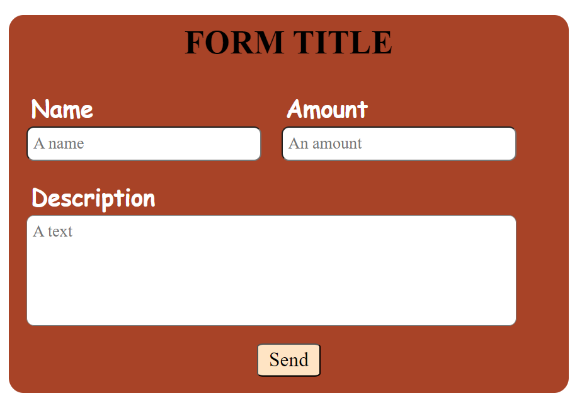 FORM TITLE
Name
Amount
A name
An amount
Description
A text
Send